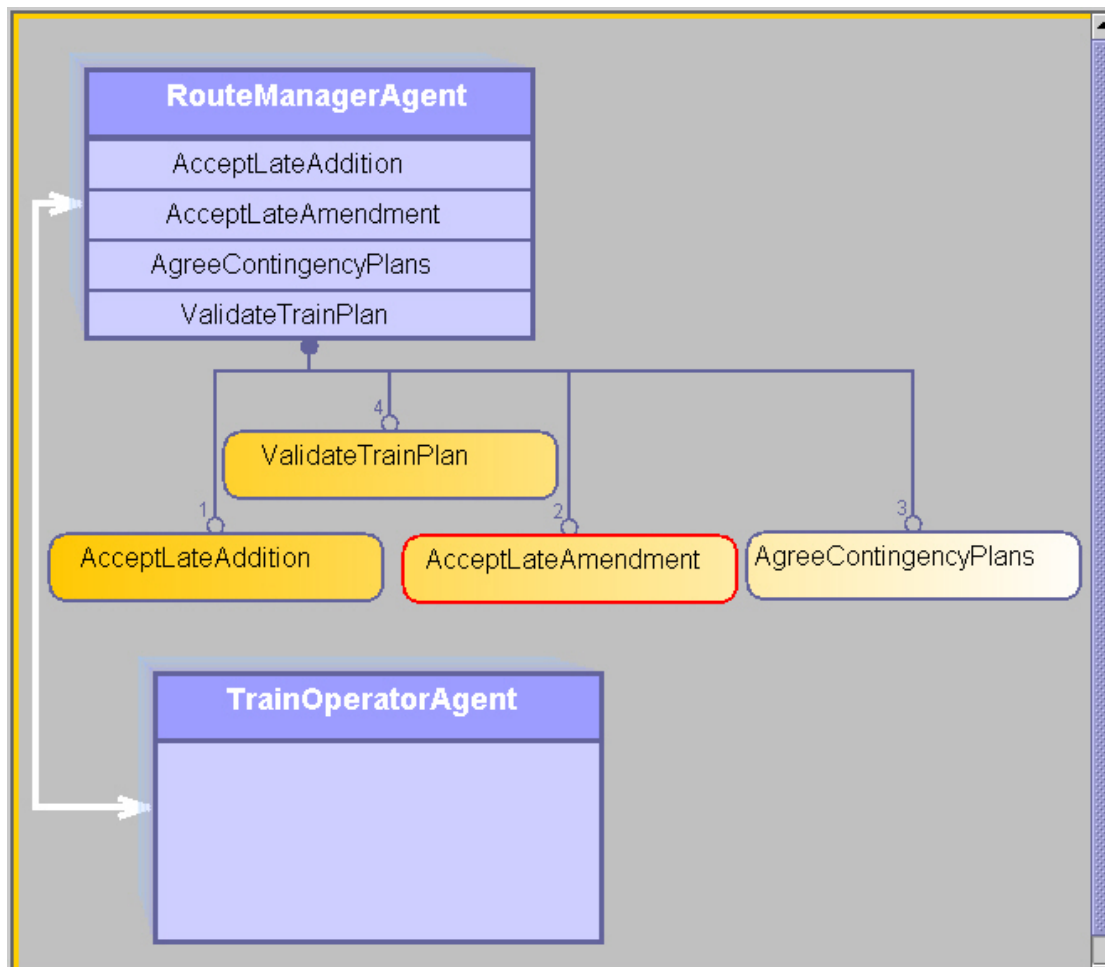 RouteManagerAgent
AcceptLateAddition
AcceptLateAmendment
AgreeContingencyPlans
ValidateTrainPlan
4
ValidateTrainPlan
1
2
3
AcceptLateAddition
AcceptLateAmendment
AgreeContingencyPlans
TrainOperatorAgent